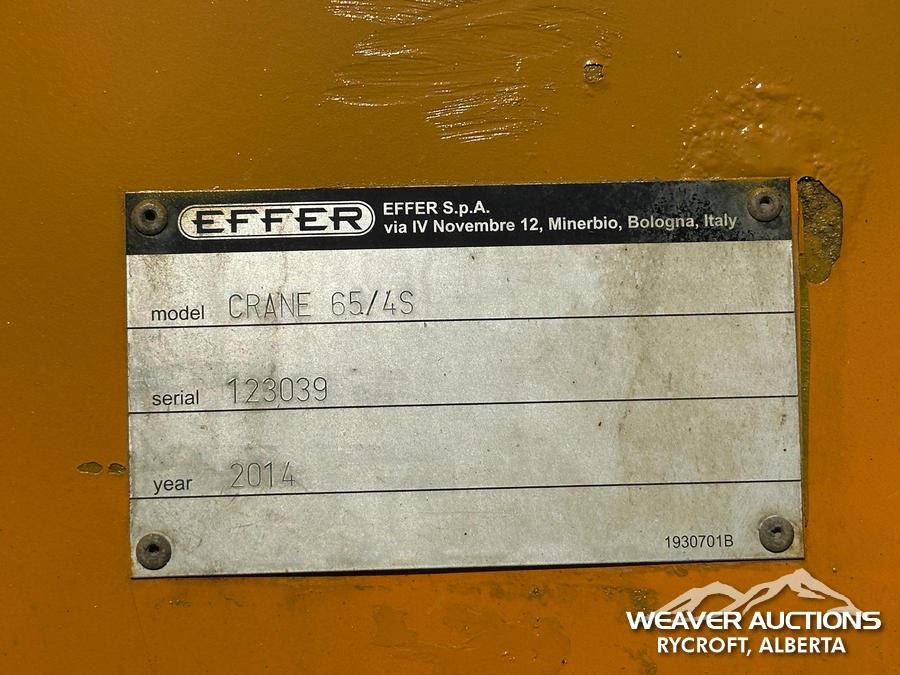 EFFER
EFFER S.p.A.
via IV Novembre 12, Minerbio, Bologna, Italy
model CRANE 65/4S
serial 123039
year 2014
1930701B
WEAVER AUCTIONS
RYCROFT, ALBERTA